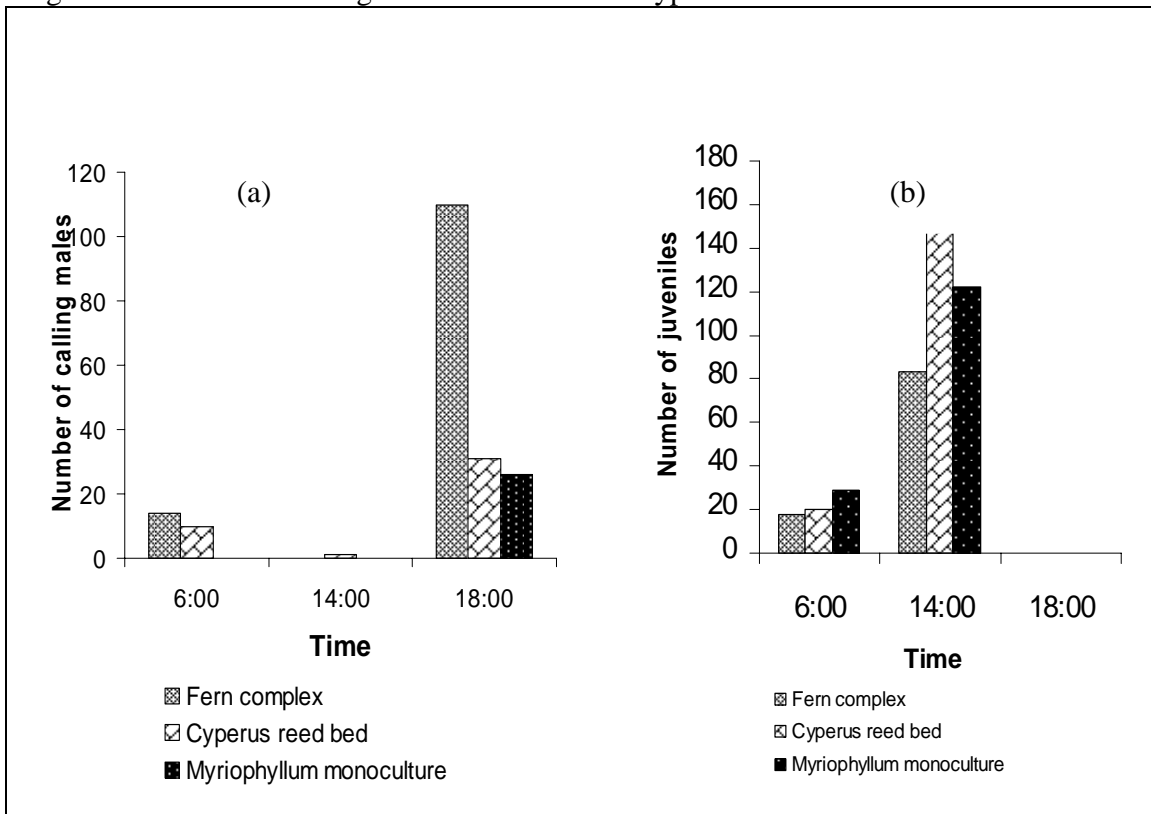 (a)
Number of calling males
120
100
80
60
40
20
0
6:00 14:00 18:00
Time
Fern complex
Cyperus reed bed
Myriophyllum monoculture
(b)
Number of juveniles
180
160
140
120
100
80
60
40
20
0
6:00 14:00 18:00
Time
Fern complex
Cyperus reed bed
Myriophyllum monoculture